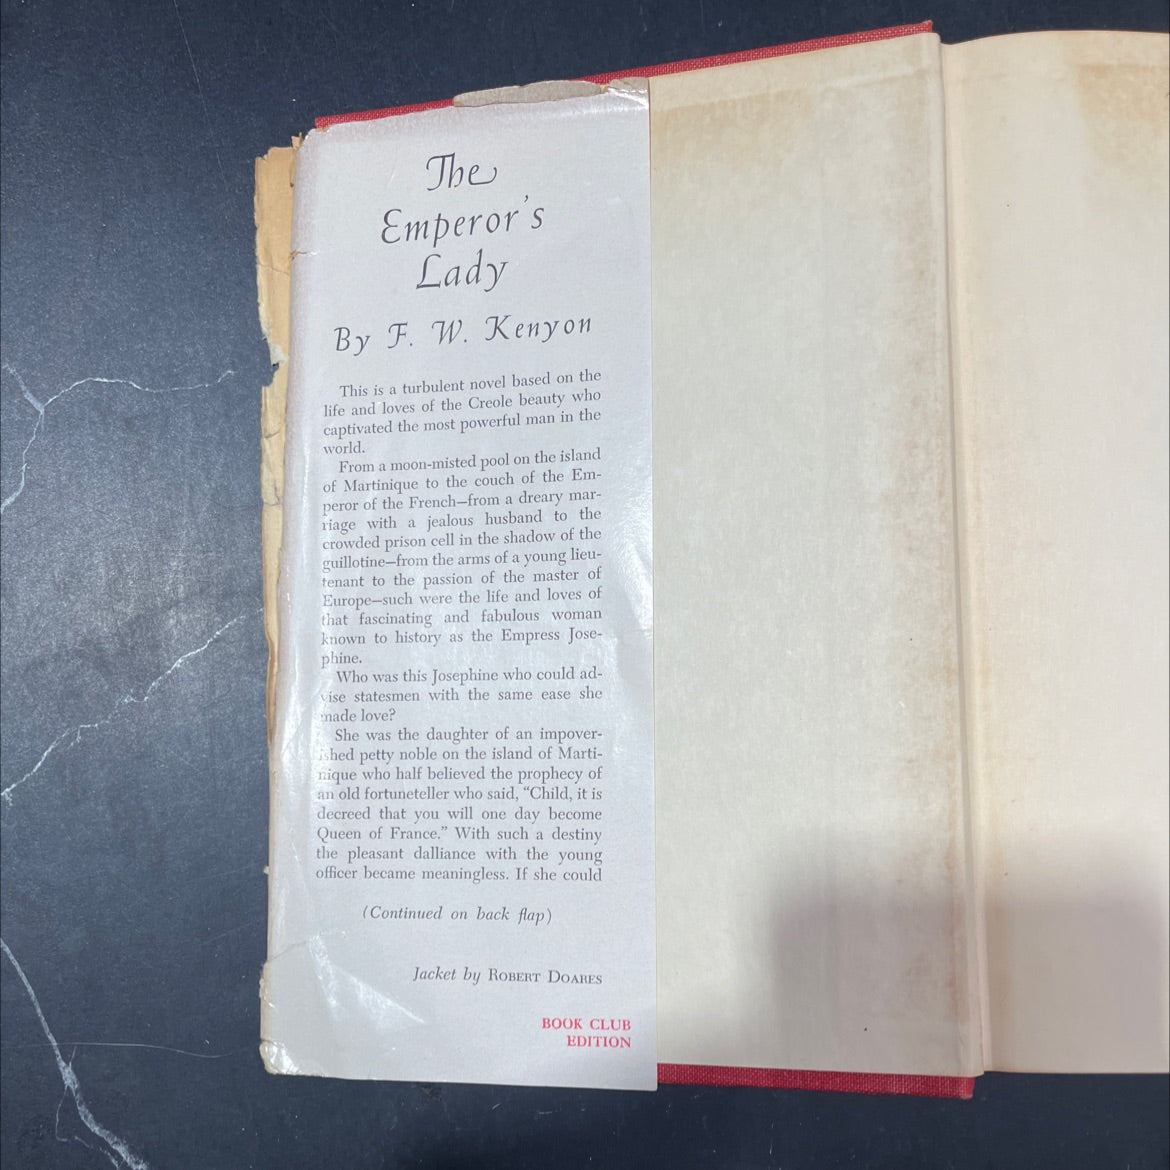 The
Emperor's
Lady
By F. W. Kenyon
This is a turbulent novel based on the
life and loves of the Creole beauty who
captivated the most powerful man in the
world.
From a moon-misted pool on the island
of Martinique to the couch of the Em-
peror of the French—from a dreary mar-
riage with a jealous husband to the
crowded prison cell in the shadow of the
guillotine—from the arms of a young lieu-
tenant to the passion of the master of
Europe—such were the life and loves of
that fascinating and fabulous woman
known to history as the Empress Jose-
phine.
Who was this Josephine who could ad-
vise statesmen with the same ease she
made love?
She was the daughter of an impover-
ished petty noble on the island of Marti-
nique who half believed the prophecy of
an old fortuneteller who said, “Child, it is
decreed that you will one day become
Queen of France.” With such a destiny
the pleasant dalliance with the young
officer became meaningless. If she could
(Continued on back flap)
Jacket by ROBERT DOARES
BOOK CLUB
EDITION